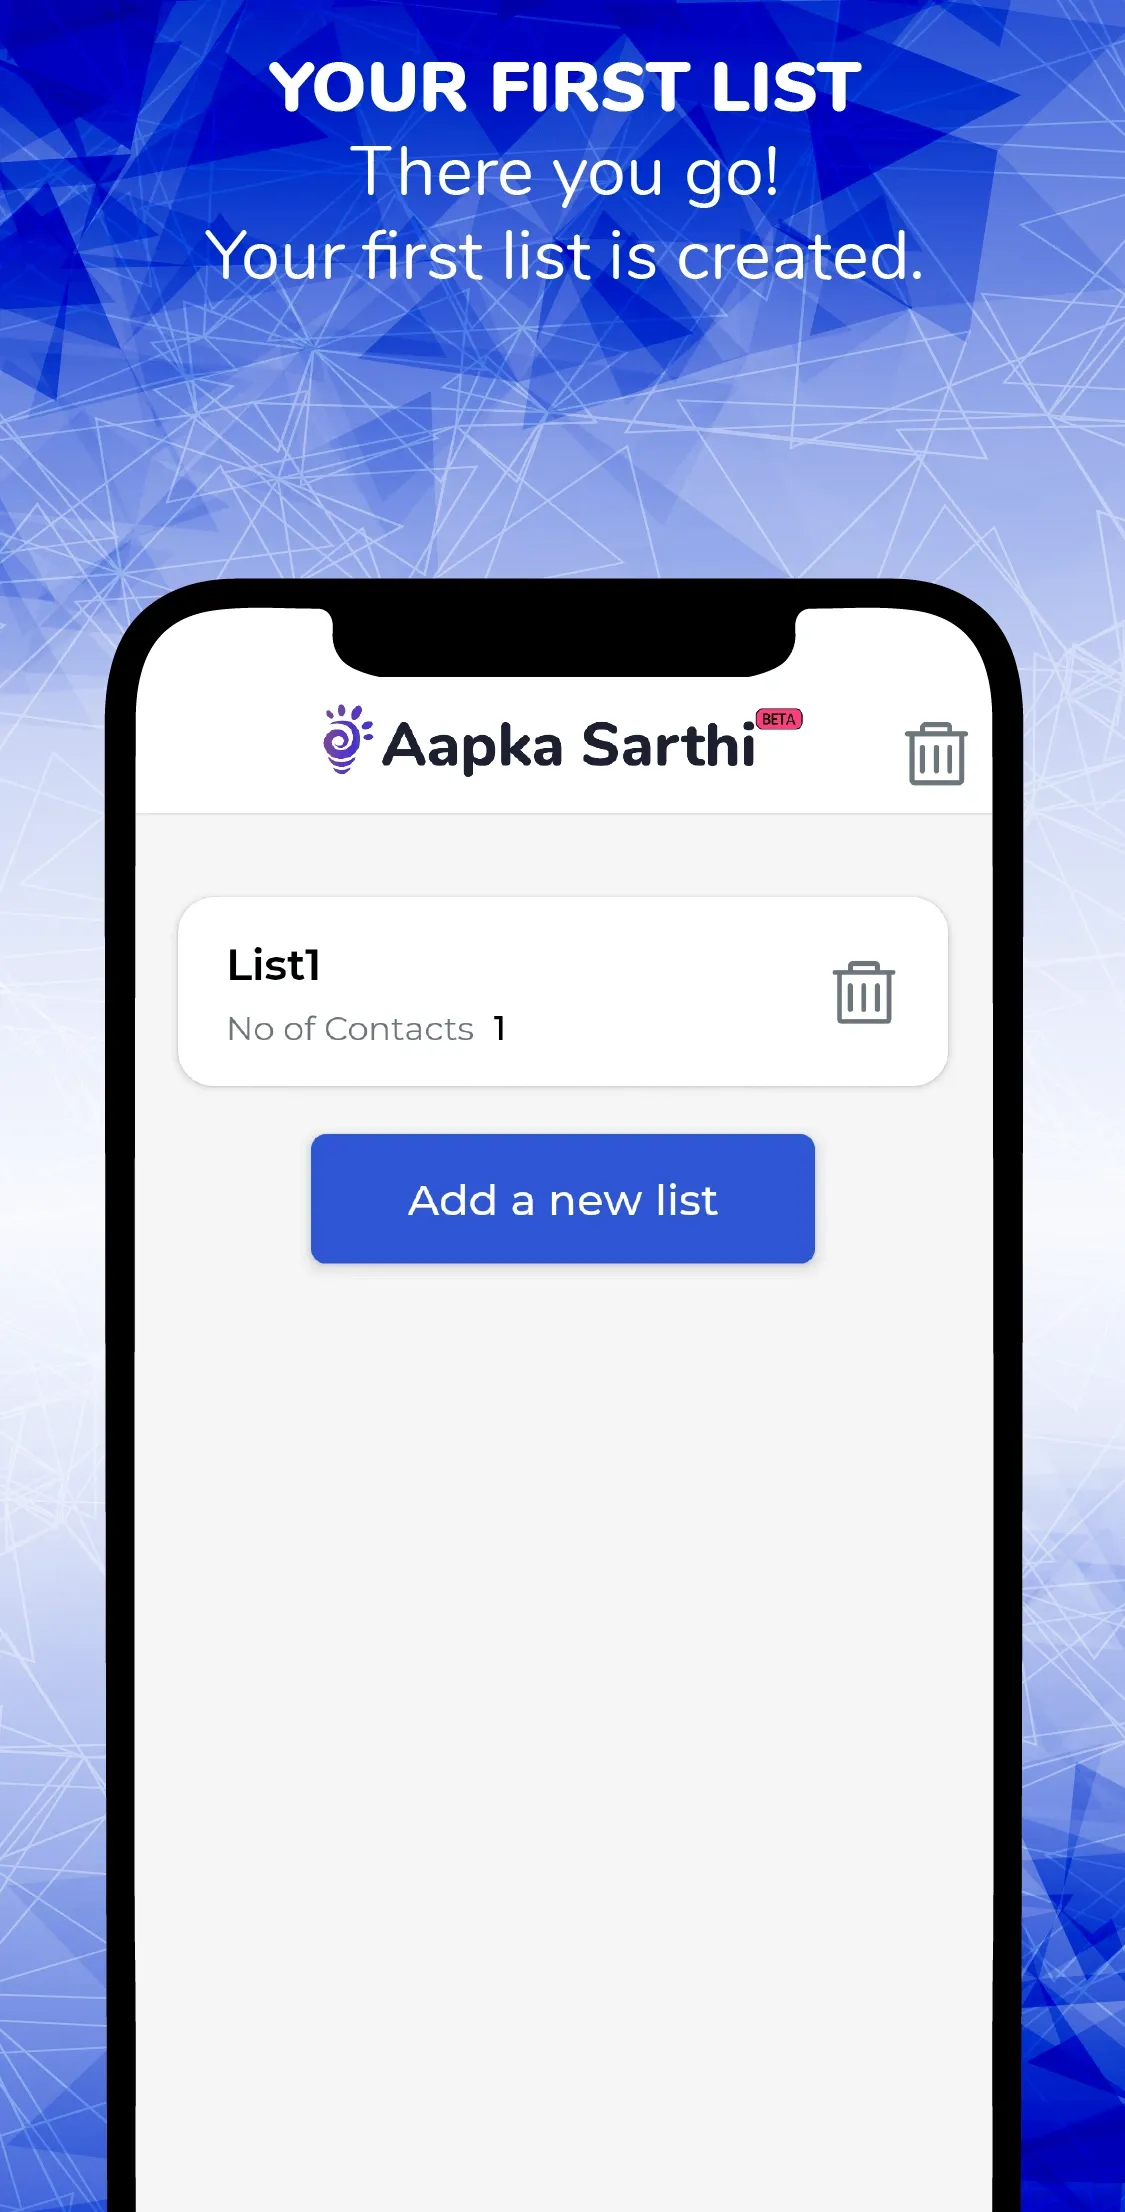 YOUR FIRST LIST
There you go!
Your first list is created.
Aapka Sarthi BETA
List1
No of Contacts 1
Add a new list